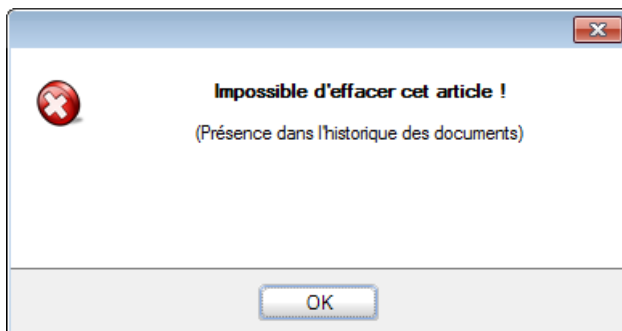 Impossible d'effacer cet article !
(Présence dans l'historique des documents)
OK